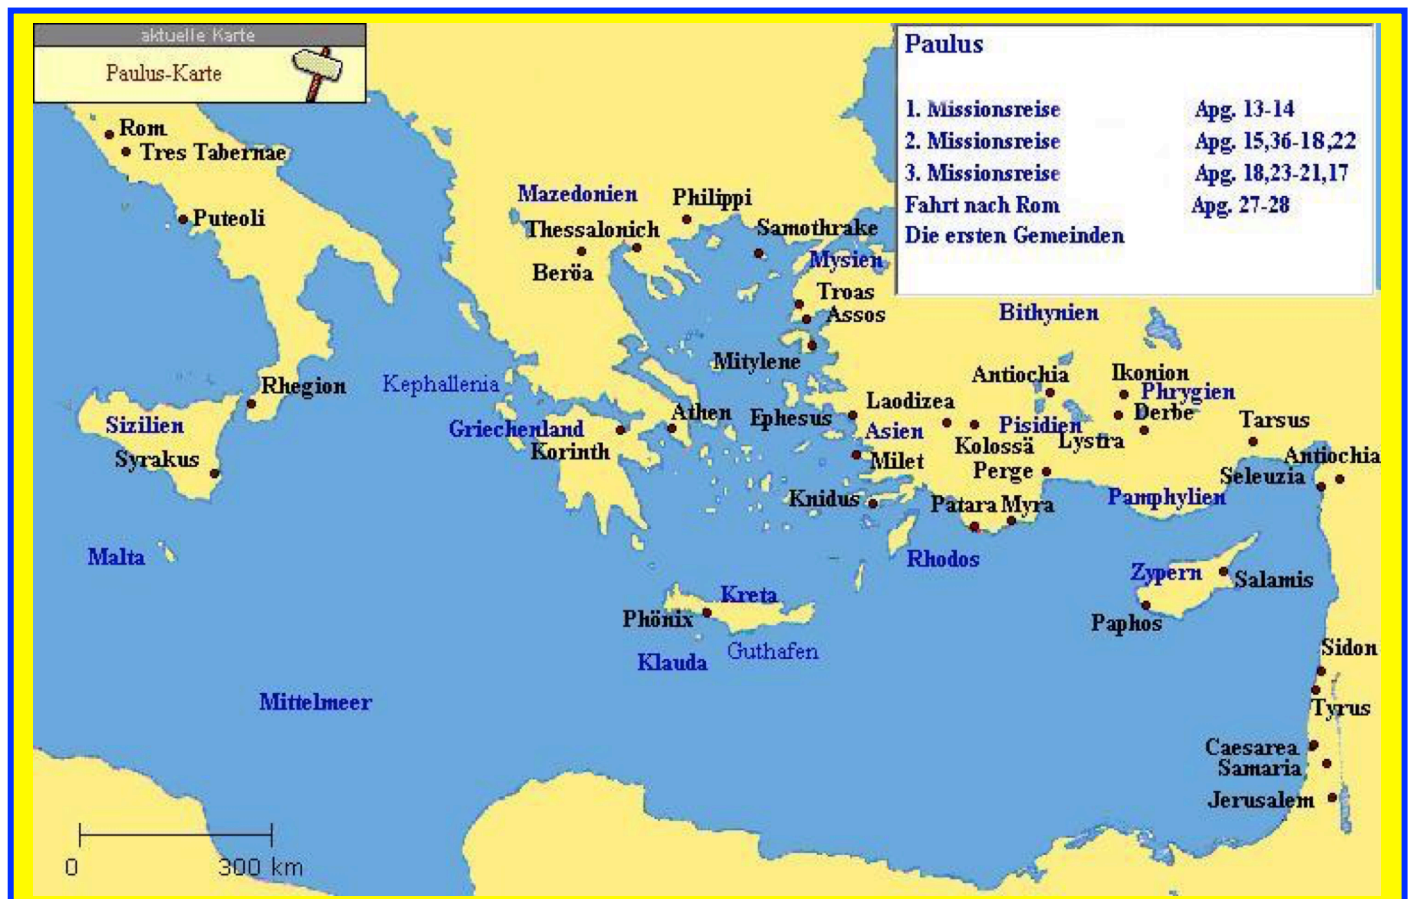 aktuelle Karte
Paulus-Karte
Paulus
1. Missionsreise Apg. 13-14
2. Missionsreise Apg. 15,36-18,22
3. Missionsreise Apg. 18,23-21,17
Fahrt nach Rom Apg. 27-28
Die ersten Gemeinden
Rom
Tres Tabernae
Puteoli
Mazedonien
Philippi
Thessalonich
Samothrake
Beröa
Mysien
Troas
Assos
Bithynien
Mitylene
Rhegion
Kephallenia
Antiochia
Ikonion
Phrygien
Sizilien
Griechenland
Athen
Ephesus
Laodizea
Asien
Pisidien
Derbe
Tarsus
Korinth
Kolossä
Lystra
Syrakus
Milet
Perge
Antiochia
Seleuzia
Knidus
Patara
Myra
Pamphylien
Malta
Rhodos
Zypern
Salamis
Kreta
Phönix
Paphos
Klauda
Guthafen
Sidon
Mittelmeer
Tyrus
Caesarea
Samaria
Jerusalem
0 300 km